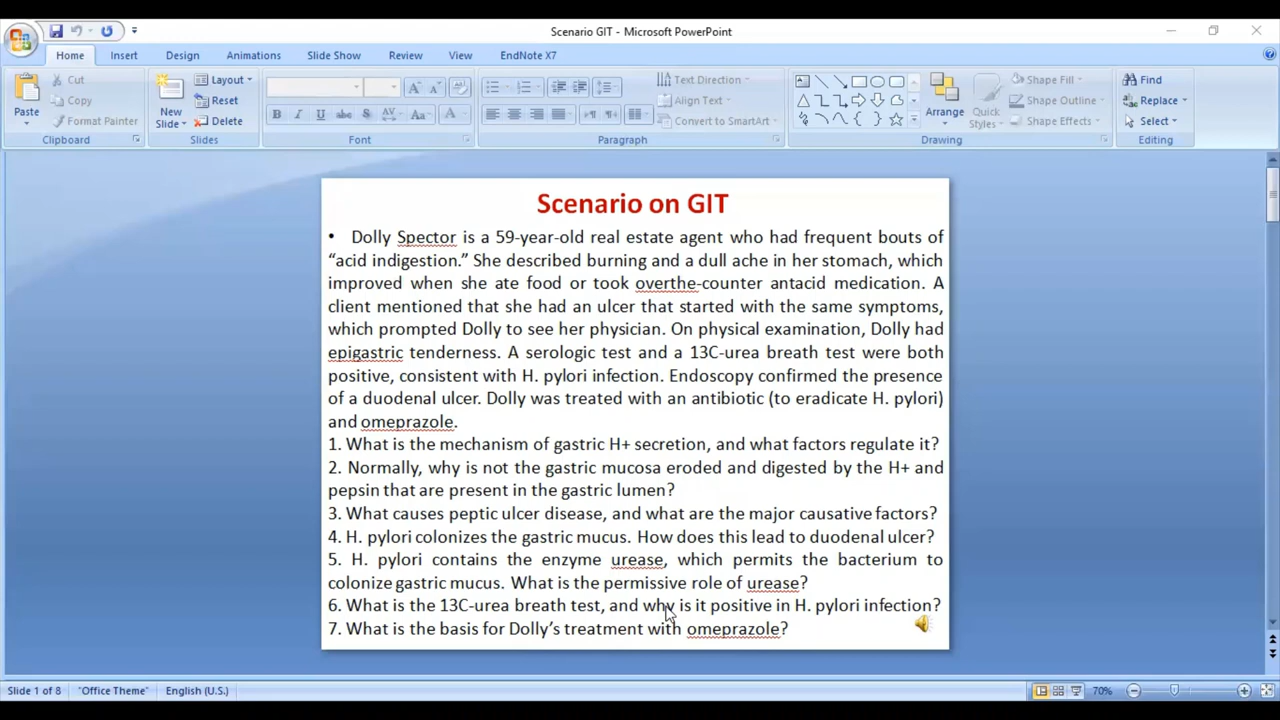 Scenario GIT - Microsoft PowerPoint
Home Insert Design Slide Show Animations Review View EndNote X7
Paste
Cut
Copy
Format Painter
Clipboard
New Slide
Layout
Reset
Delete
Slides
B I U abc S AV Aa A
Font
Paragraph
Text Direction
Align Text
Convert to SmartArt
Arrange
Quick Styles
Shape Fill
Shape Outline
Shape Effects
Drawing
Find
Replace
Select
Editing
Scenario on GIT
• Dolly Spector is a 59-year-old real estate agent who had frequent bouts of
“acid indigestion.” She described burning and a dull ache in her stomach, which
improved when she ate food or took overthe-counter antacid medication. A
client mentioned that she had an ulcer that started with the same symptoms,
which prompted Dolly to see her physician. On physical examination, Dolly had
epigastric tenderness. A serologic test and a 13C-urea breath test were both
positive, consistent with H. pylori infection. Endoscopy confirmed the presence
of a duodenal ulcer. Dolly was treated with an antibiotic (to eradicate H. pylori)
and omeprazole.
1. What is the mechanism of gastric H+ secretion, and what factors regulate it?
2. Normally, why is not the gastric mucosa eroded and digested by the H+ and
pepsin that are present in the gastric lumen?
3. What causes peptic ulcer disease, and what are the major causative factors?
4. H. pylori colonizes the gastric mucus. How does this lead to duodenal ulcer?
5. H. pylori contains the enzyme urease, which permits the bacterium to
colonize gastric mucus. What is the permissive role of urease?
6. What is the 13C-urea breath test, and why is it positive in H. pylori infection?
7. What is the basis for Dolly’s treatment with omeprazole?
Slide 1 of 8 "Office Theme" English (U.S.) 70%